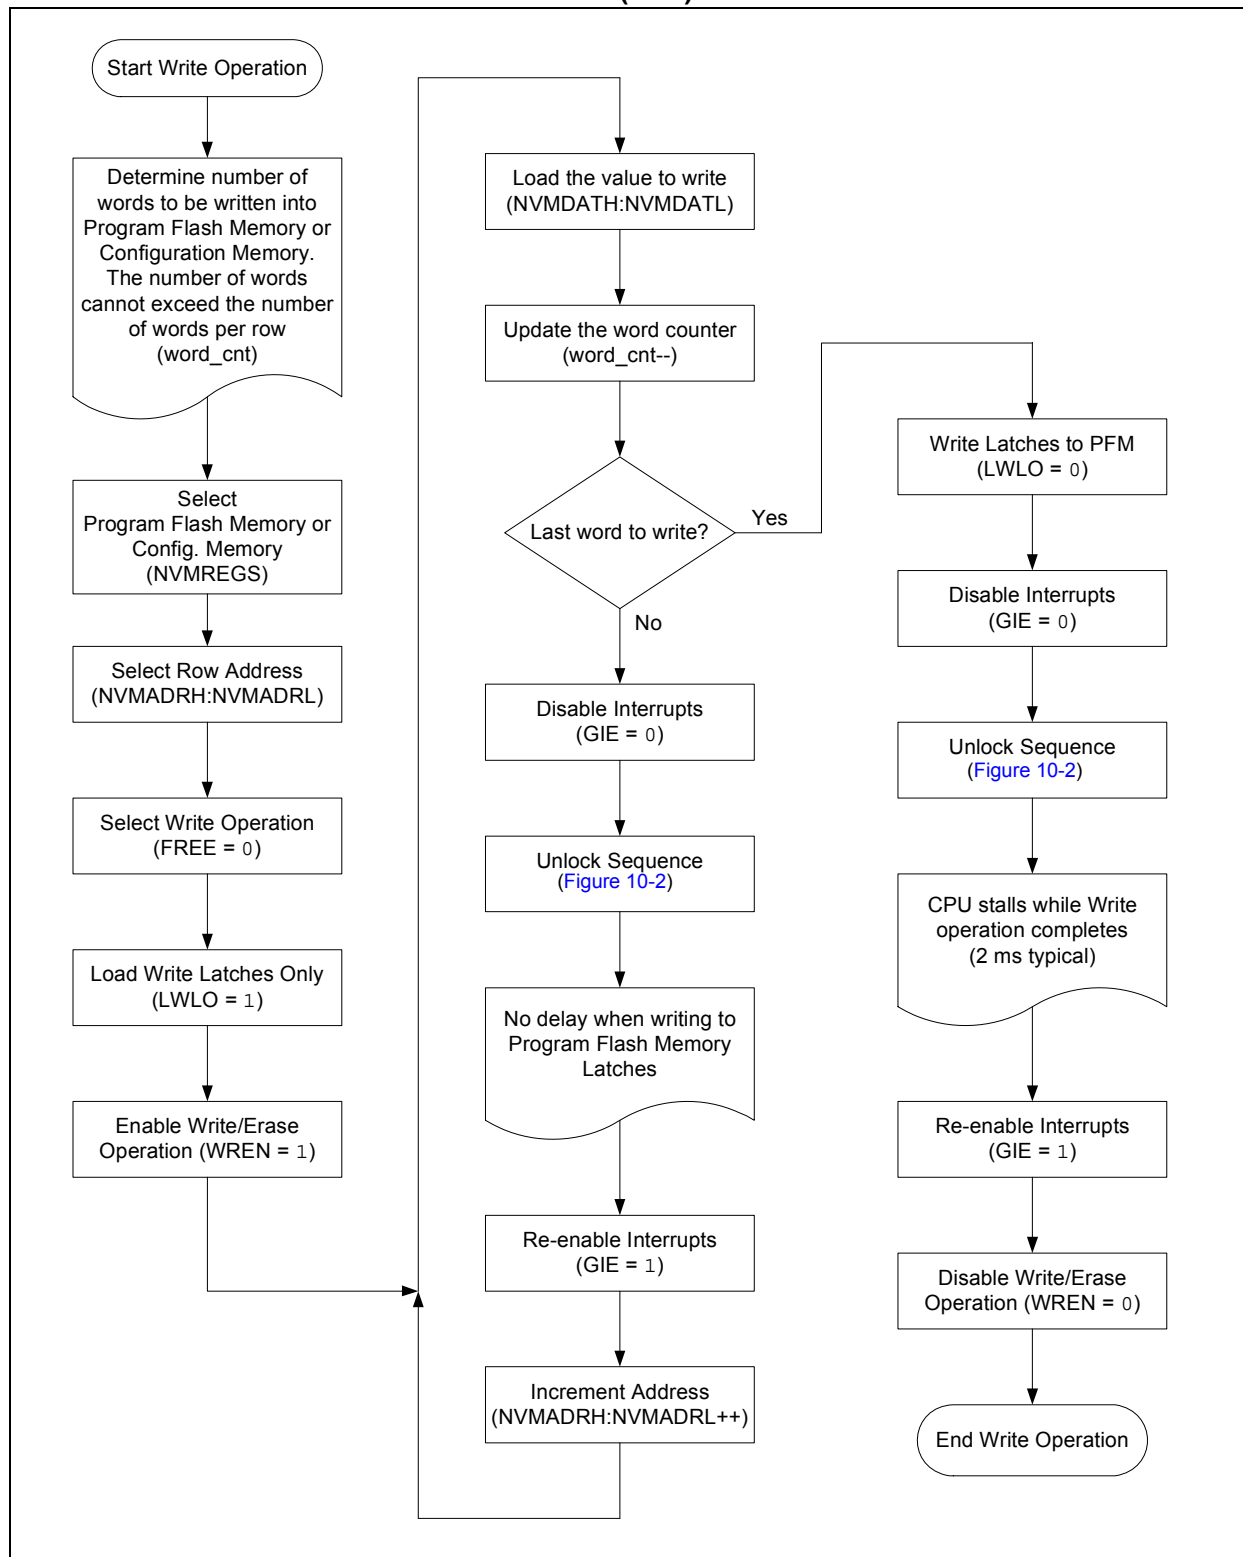 Start Write Operation
Determine number of
words to be written into
Program Flash Memory or
Configuration Memory.
The number of words
cannot exceed the number
of words per row
(word_cnt)
Select
Program Flash Memory or
Config. Memory
(NVMREGS)
Select Row Address
(NVMADRH:NVMADRL)
Select Write Operation
(FREE = 0)
Load Write Latches Only
(LWLO = 1)
Enable Write/Erase
Operation (WREN = 1)
Load the value to write
(NVMDATH:NVMDATL)
Update the word counter
(word_cnt--)
Last word to write?
Yes
No
Disable Interrupts
(GIE = 0)
Unlock Sequence
(Figure 10-2)
No delay when writing to
Program Flash Memory
Latches
Re-enable Interrupts
(GIE = 1)
Increment Address
(NVMADRH:NVMADRL++)
Write Latches to PFM
(LWLO = 0)
Disable Interrupts
(GIE = 0)
Unlock Sequence
(Figure 10-2)
CPU stalls while Write
operation completes
(2 ms typical)
Re-enable Interrupts
(GIE = 1)
Disable Write/Erase
Operation (WREN = 0)
End Write Operation